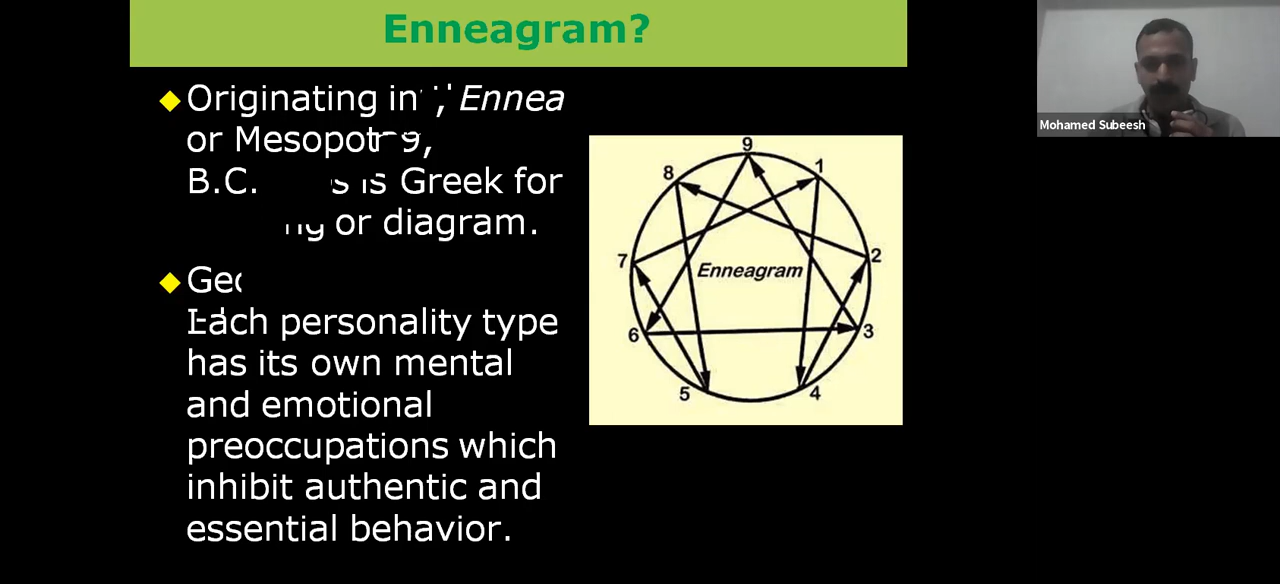 Enneagram?
Originating in , Ennea
or Mesopot 9,
B.C. is Greek for
or diagram.
Each personality type
has its own mental
and emotional
preoccupations which
inhibit authentic and
essential behavior.
9
1
8
2
7
Enneagram
3
6
5
4
Mohamed Subeesh